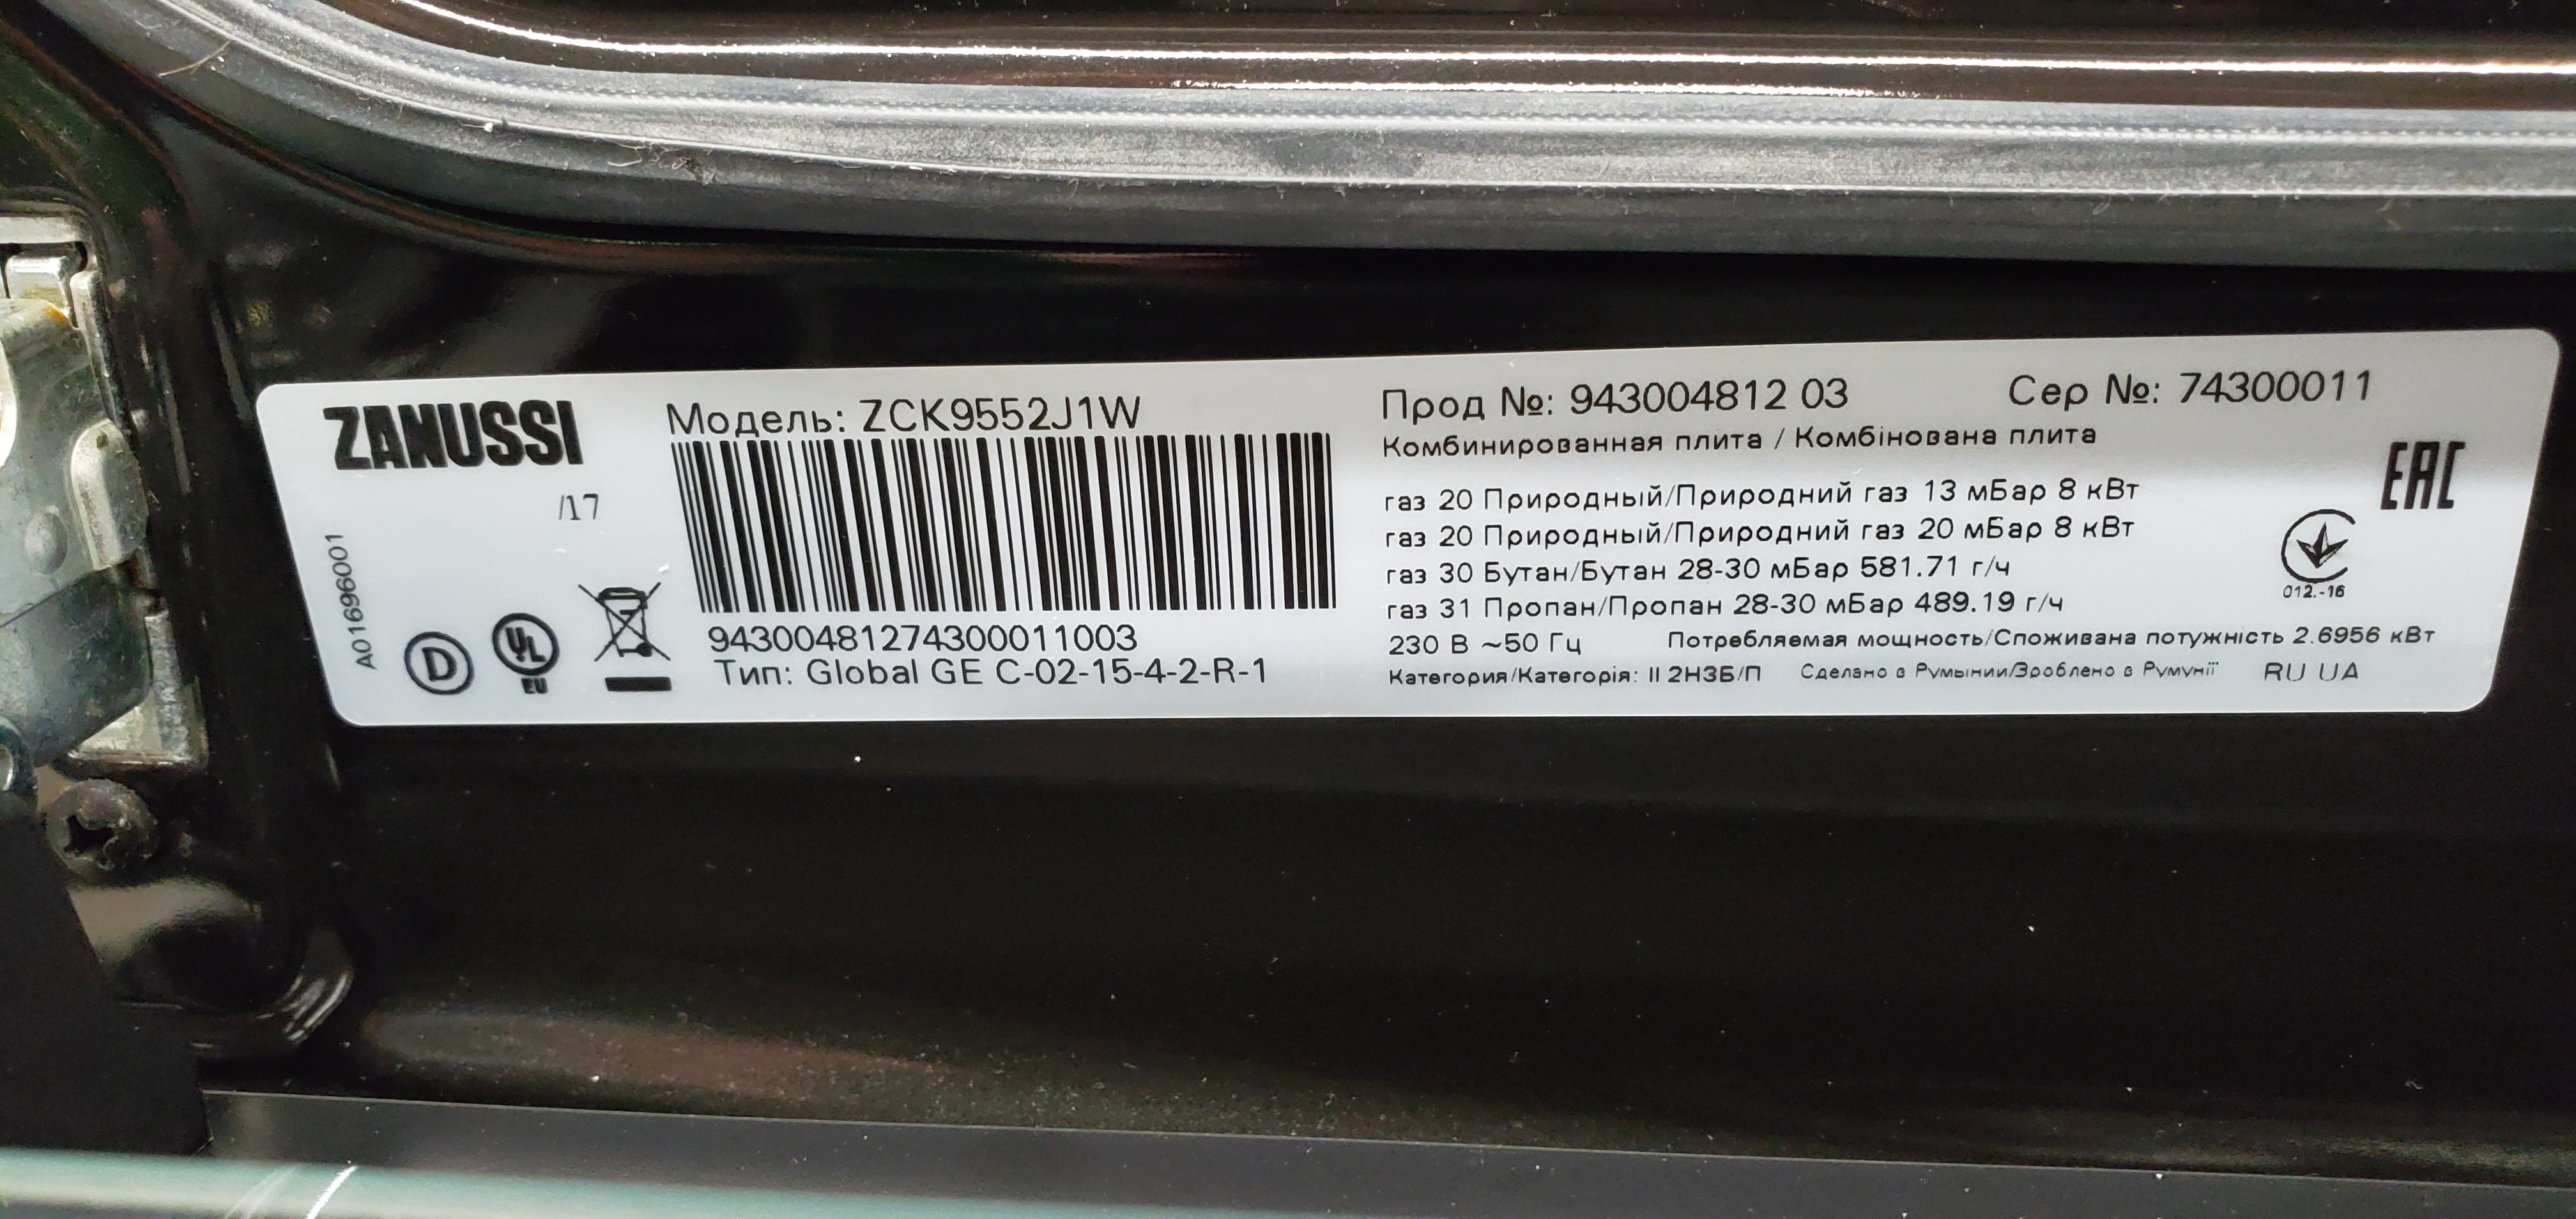 ZANUSSI
/17
A01696001
D
UL
EU
Модель: ZCK9552J1W
94300481274300011003
Тип: Global GE C-02-15-4-2-R-1
Прод №: 943004812 03
Сер №: 74300011
Комбинированная плита / Комбінована плита
газ 20 Природный/Природний газ 13 мБар 8 кВт
газ 20 Природный/Природний газ 20 мБар 8 кВт
газ 30 Бутан/Бутан 28-30 мБар 581.71 г/ч
газ 31 Пропан/Пропан 28-30 мБар 489.19 г/ч
230 В ~50 Гц
Потребляемая мощность/Споживана потужність 2.6956 кВт
Категория/Категорія: II 2Н3Б/П
Сделано в Румынии/Зроблено в Румунії
RU UA
EAC
012.-16